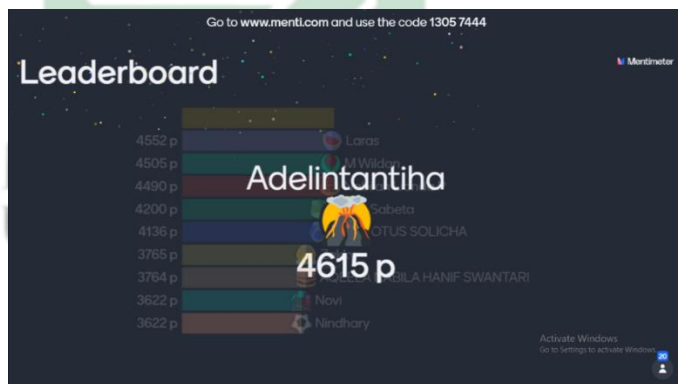 Go to www.menti.com and use the code 1305 7444
Leaderboard
Mentimeter
4552 p Laras
4505 p M Wildan
4490 p
Adelintantiha
4200 p Sabeta
4136 p OTUS SOLICHA
3765 p
4615 p
3764 p NABILA HANIF SWANTARI
3622 p Novi
3622 p Nindhary
Activate Windows
Go to Settings to activate Windows.
20